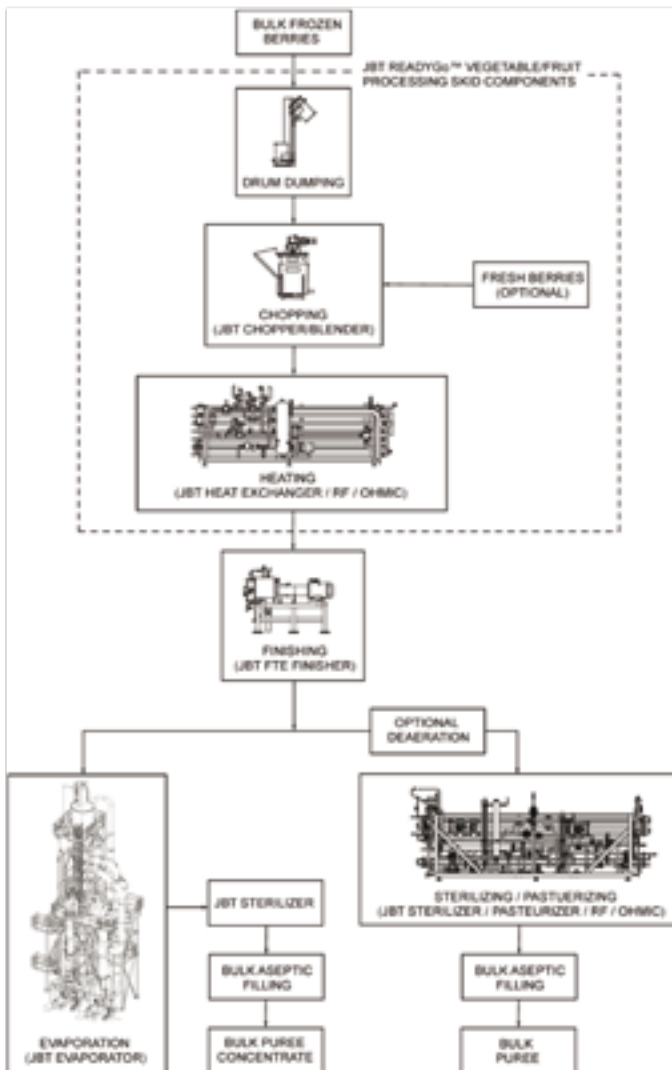 BULK FROZEN
BERRIES
JBT READYGo™ VEGETABLE/FRUIT
PROCESSING SKID COMPONENTS
DRUM DUMPING
CHOPPING
(JBT CHOPPER/BLENDER)
FRESH BERRIES
(OPTIONAL)
HEATING
(JBT HEAT EXCHANGER / RF / OHMIC)
FINISHING
(JBT FTE FINISHER)
OPTIONAL
DEAERATION
STERILIZING / PASTUERIZING
(JBT STERILIZER / PASTEURIZER / RF / OHMIC)
JBT STERILIZER
BULK ASEPTIC
FILLING
BULK ASEPTIC
FILLING
EVAPORATION
(JBT EVAPORATOR)
BULK PUREE
CONCENTRATE
BULK
PUREE